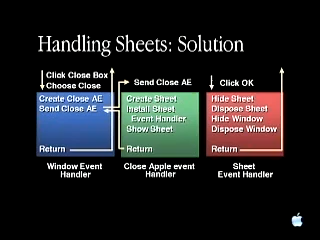 Handling Sheets: Solution
Click Close Box
Choose Close
Create Close AE
Send Close AE
Return
Window Event
Handler
Send Close AE
Create Sheet
Install Sheet
Event Handler
Show Sheet
Return
Close Apple event
Handler
Click OK
Hide Sheet
Dispose Sheet
Hide Window
Dispose Window
Return
Sheet
Event Handler